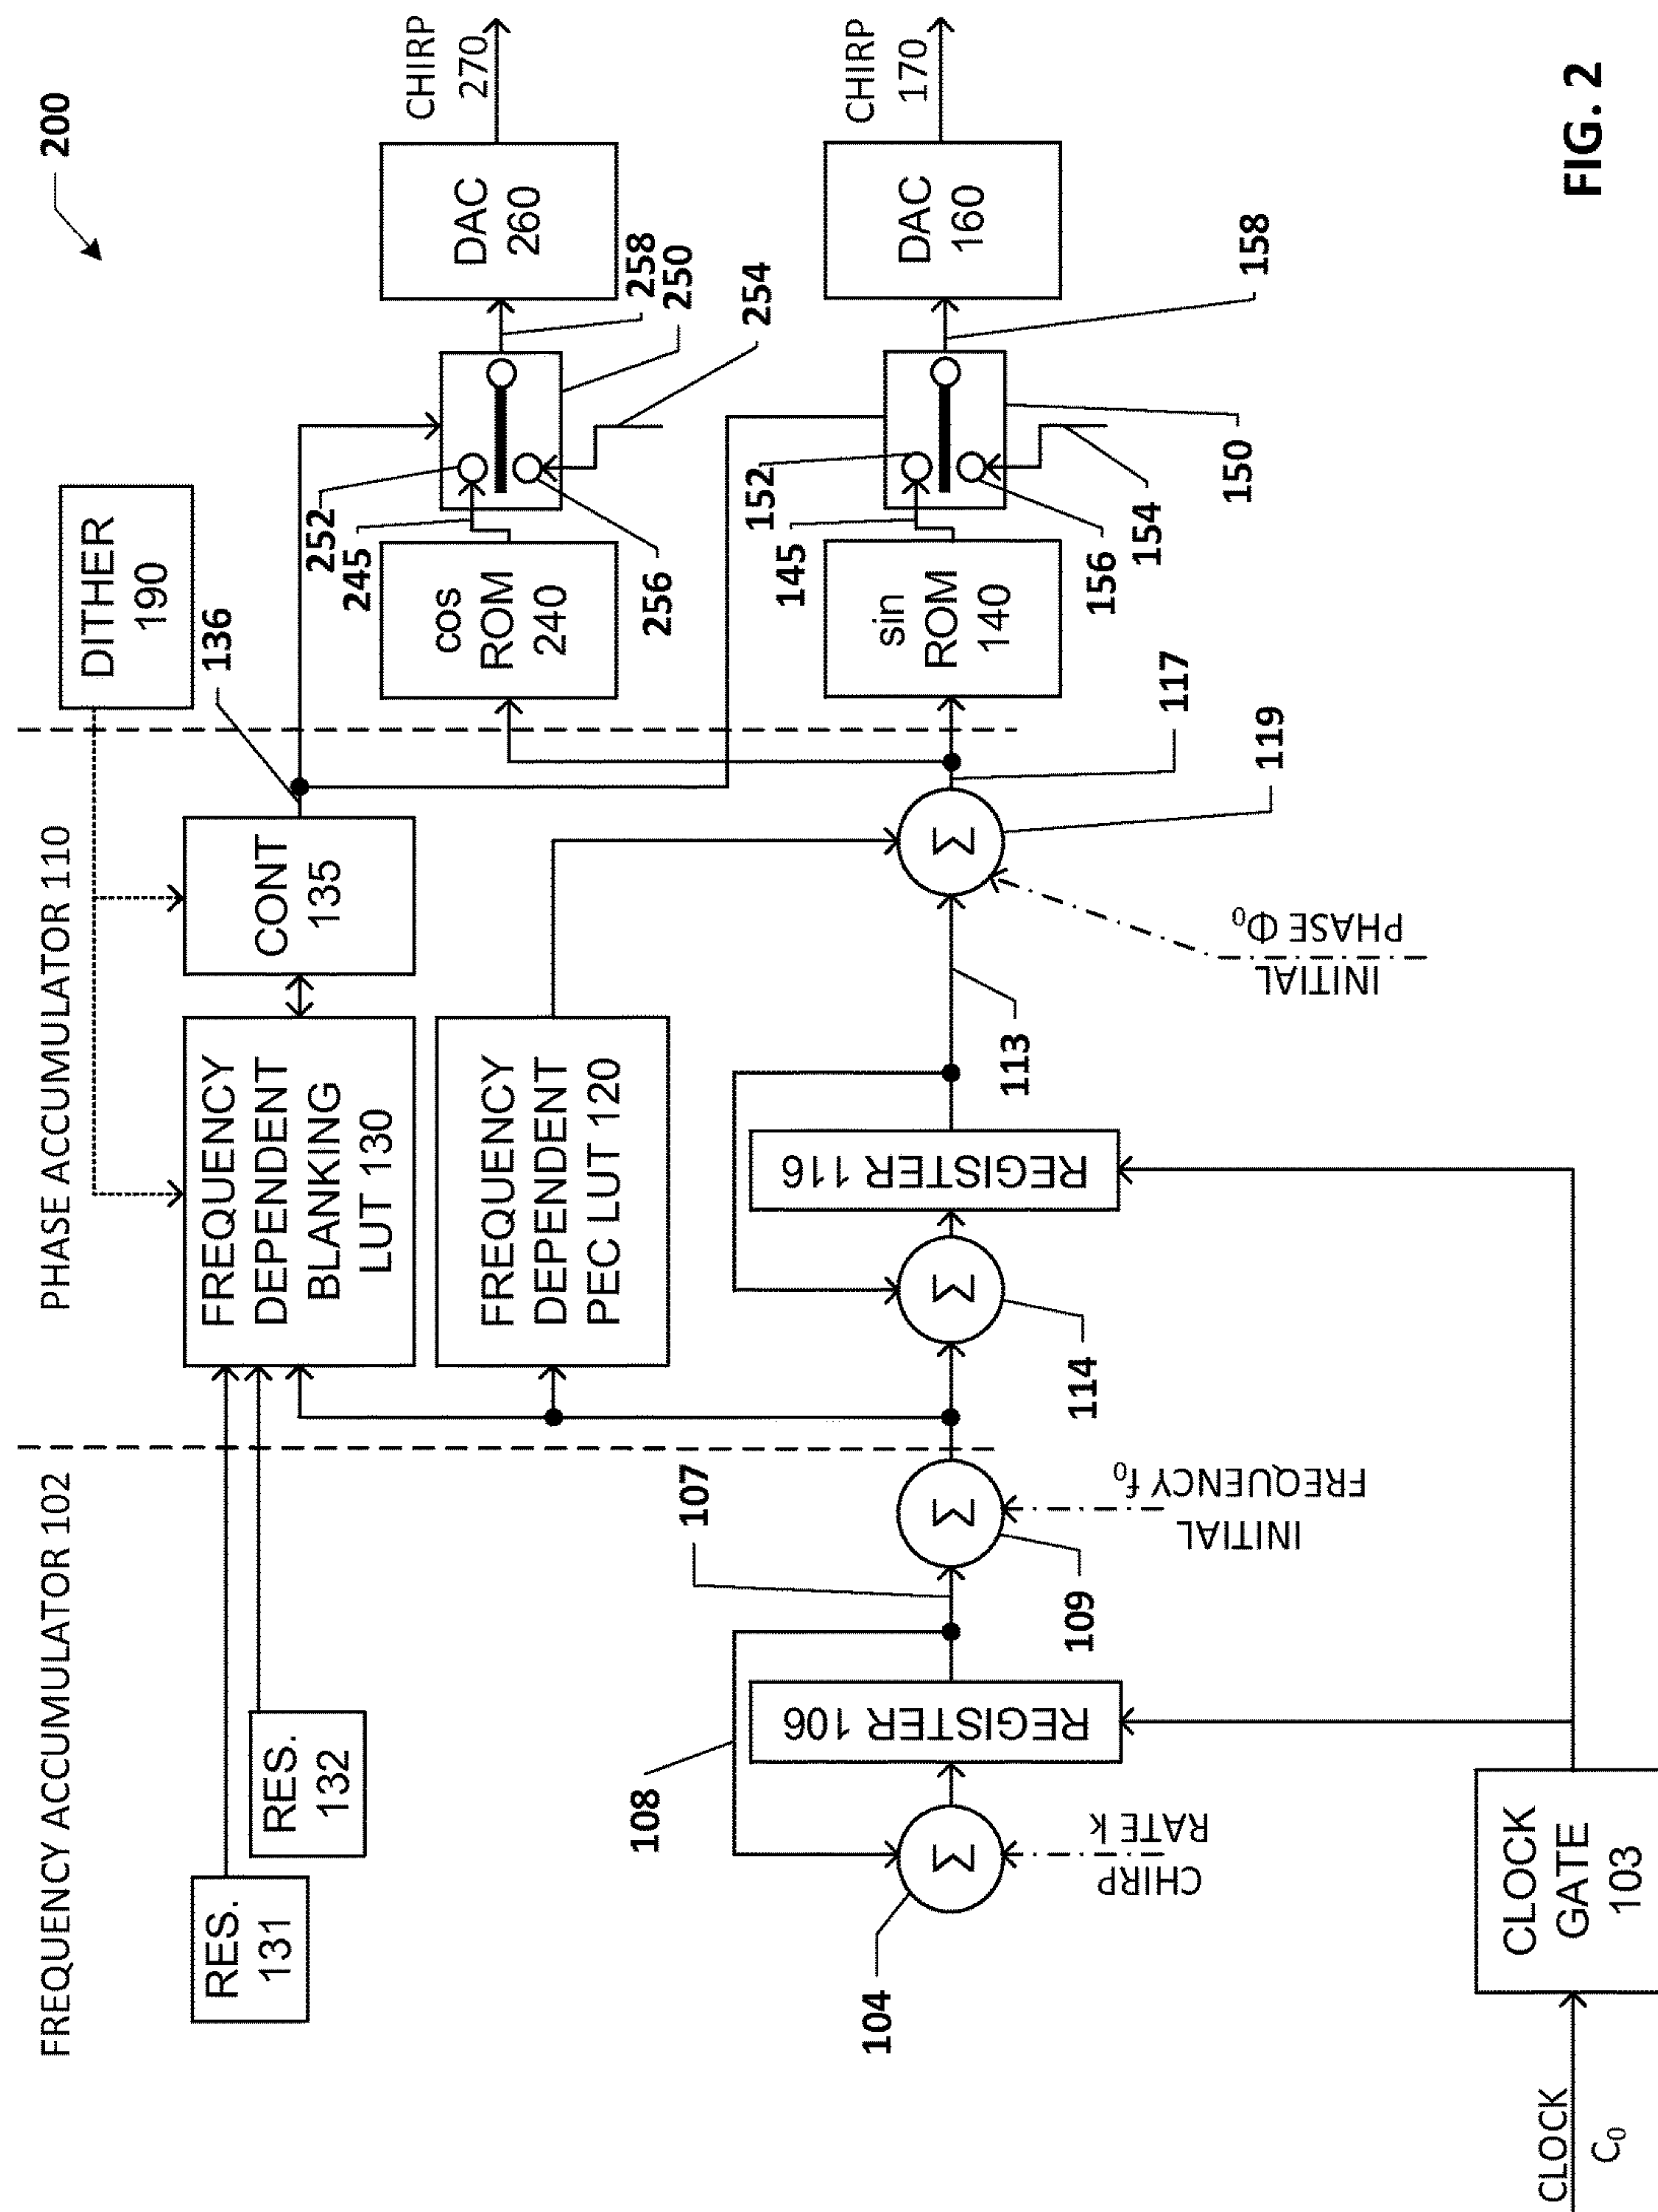 200
FREQUENCY ACCUMULATOR 102
PHASE ACCUMULATOR 110
DITHER
190
RES.
131
RES.
132
FREQUENCY
DEPENDENT
BLANKING
LUT 130
CONT
135
136
FREQUENCY
DEPENDENT
PEC LUT 120
cos
ROM
240
245
252
256
254
250
258
DAC
260
CHIRP
270
108
104
CHIRP
RATE k
REGISTER 106
107
109
INITIAL
FREQUENCY f₀
114
REGISTER 116
113
INITIAL
PHASE Φ₀
119
117
sin
ROM
140
145
152
156
154
150
158
DAC
160
CHIRP
170
CLOCK
C₀
CLOCK
GATE
103
FIG. 2